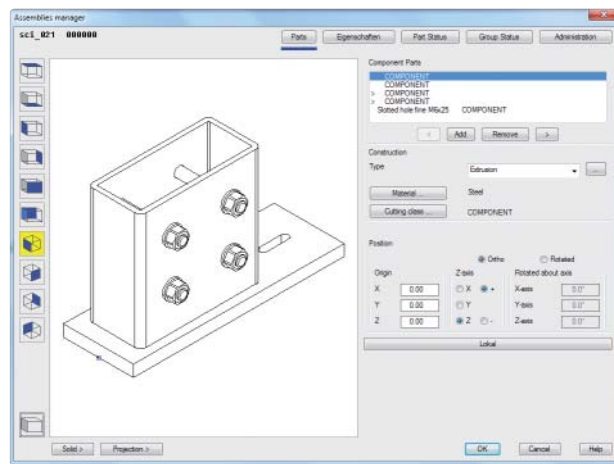 Assemblies manager
sci_021 000000
Parts Eigenschaften Part Status Group Status Administration
Component Parts
COMPONENT
COMPONENT
> COMPONENT
> COMPONENT
Slotted hole fine M6x25 COMPONENT
< Add Remove >
Construction
Type Extrusion ...
Material ... Steel
Cutting class ... COMPONENT
Position
Ortho Rotated
Origin Z-axis Rotated about axis
X 0.00 X + X-axis 0.0°
Y 0.00 Y Y-axis 0.0°
Z 0.00 Z - Z-axis 0.0°
Lokal
Solid > Projection > OK Cancel Help